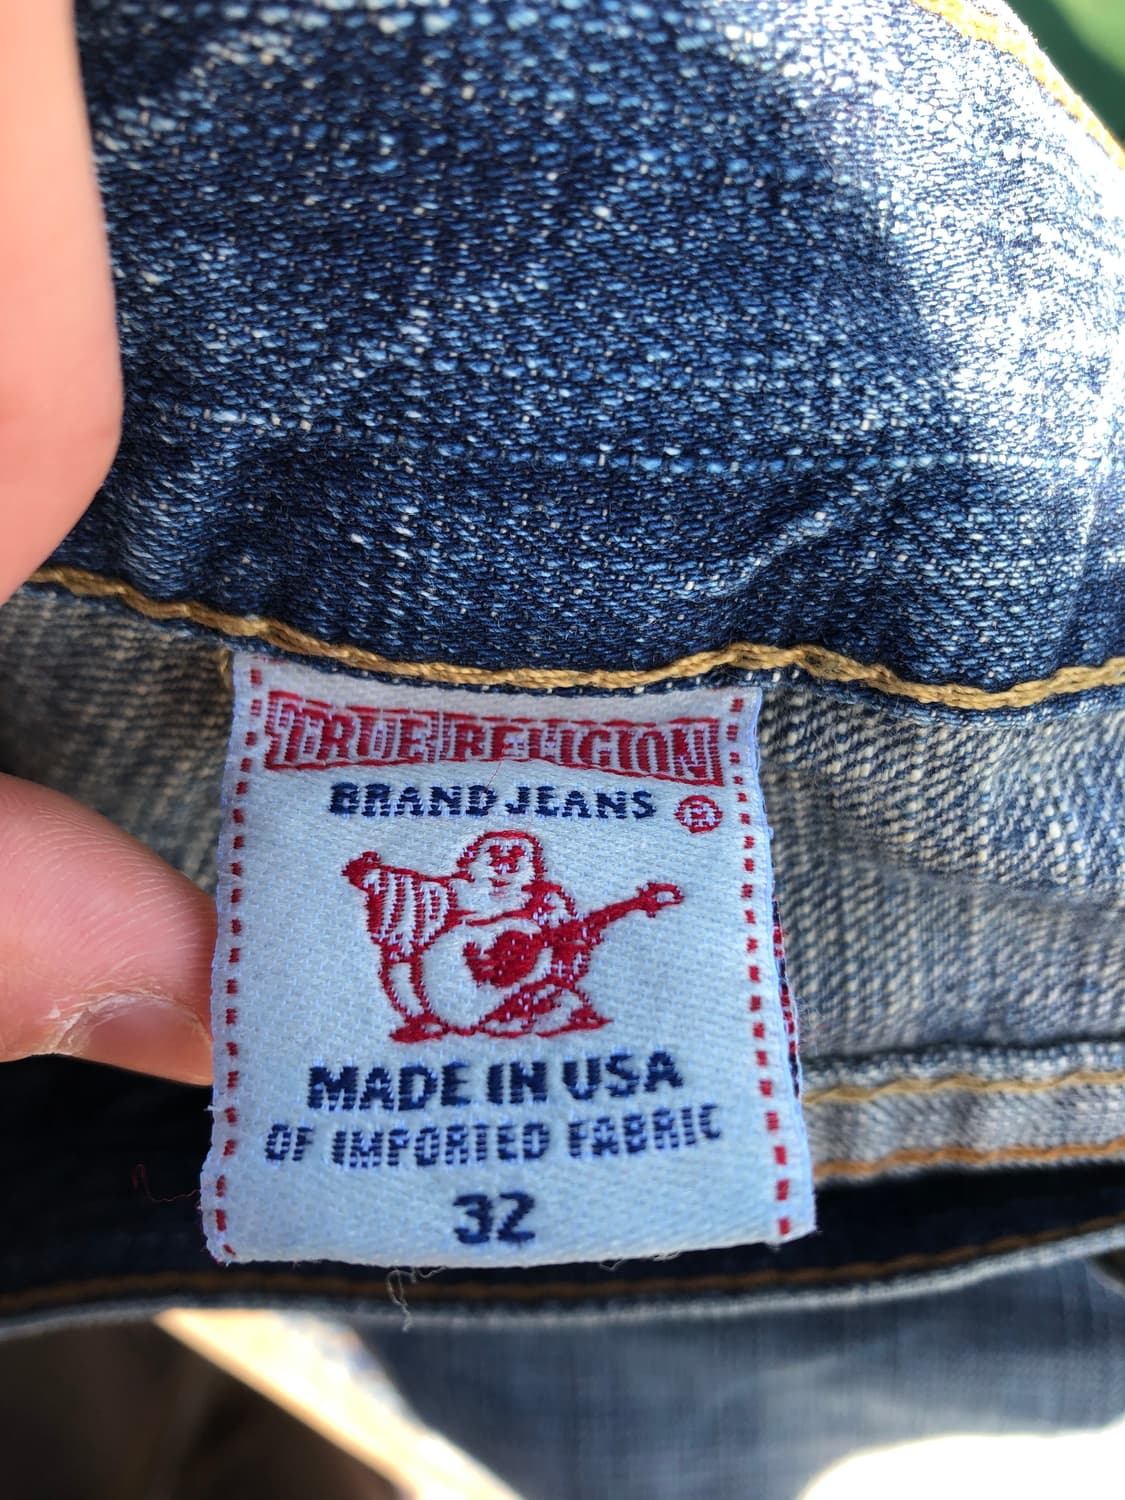 TRUE RELIGION
BRAND JEANS ®
MADE IN USA
OF IMPORTED FABRIC
32